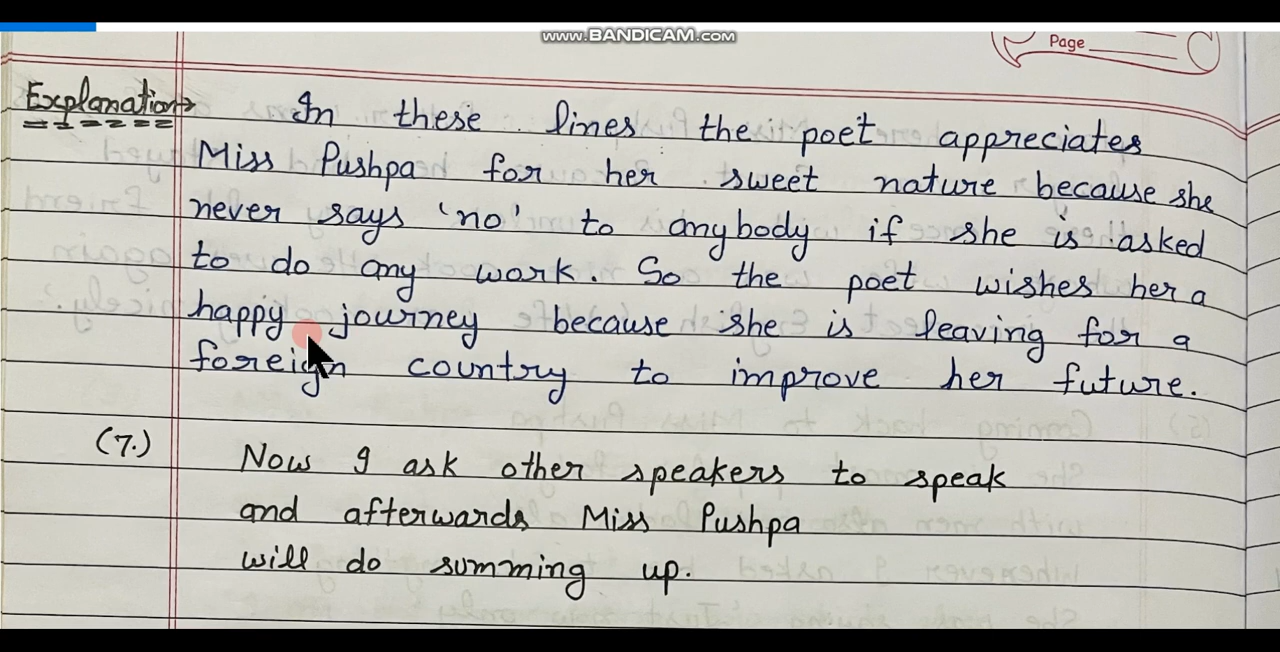 www.BANDICAM.com
Page
Explanation→ In these lines the poet appreciates
Miss Pushpa for her sweet nature because she
never says 'no' to anybody if she is asked
to do any work. So the poet wishes her a
happy journey because she is leaving for a
foreign country to improve her future.
(7.) Now I ask other speakers to speak
and afterwards Miss Pushpa
will do summing up.